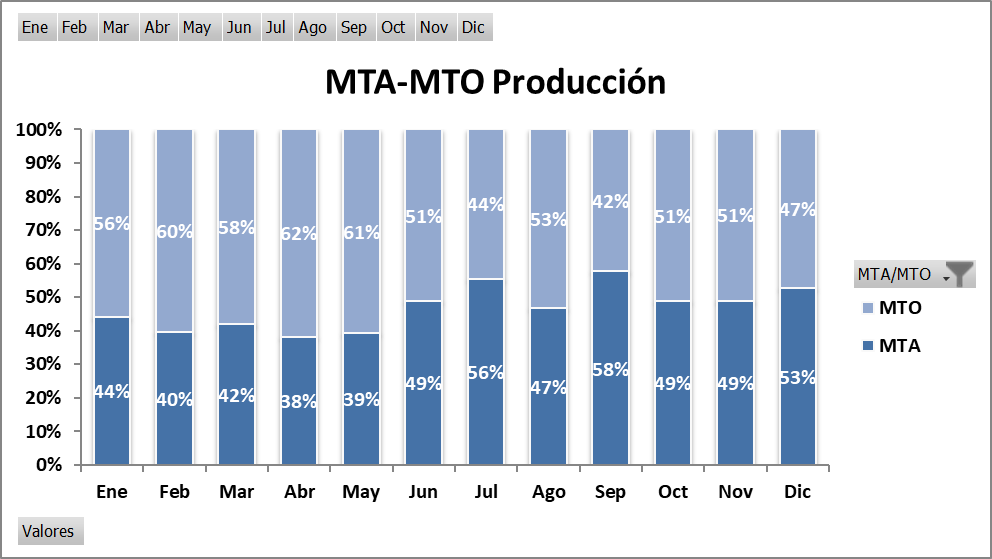 Ene Feb Mar Abr May Jun Jul Ago Sep Oct Nov Dic
MTA-MTO Producción
100%
90%
80%
70%
60%
50%
40%
30%
20%
10%
0%
56% 60% 58% 62% 61% 51% 44% 53% 42% 51% 51% 47%
44% 40% 42% 38% 39% 49% 56% 47% 58% 49% 49% 53%
Ene Feb Mar Abr May Jun Jul Ago Sep Oct Nov Dic
MTA/MTO
MTO
MTA
Valores